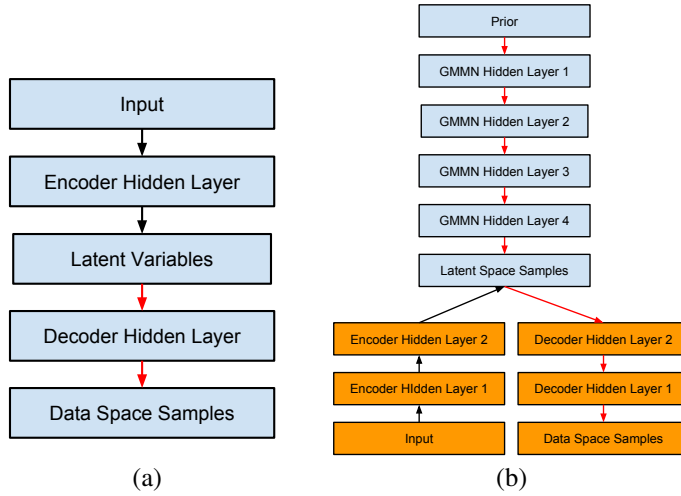 Input
Encoder Hidden Layer
Latent Variables
Decoder Hidden Layer
Data Space Samples
(a)
Prior
GMMN Hidden Layer 1
GMMN Hidden Layer 2
GMMN Hidden Layer 3
GMMN Hidden Layer 4
Latent Space Samples
Encoder Hidden Layer 2
Decoder Hidden Layer 2
Encoder HIdden Layer 1
Decoder Hidden Layer 1
Input
Data Space Samples
(b)